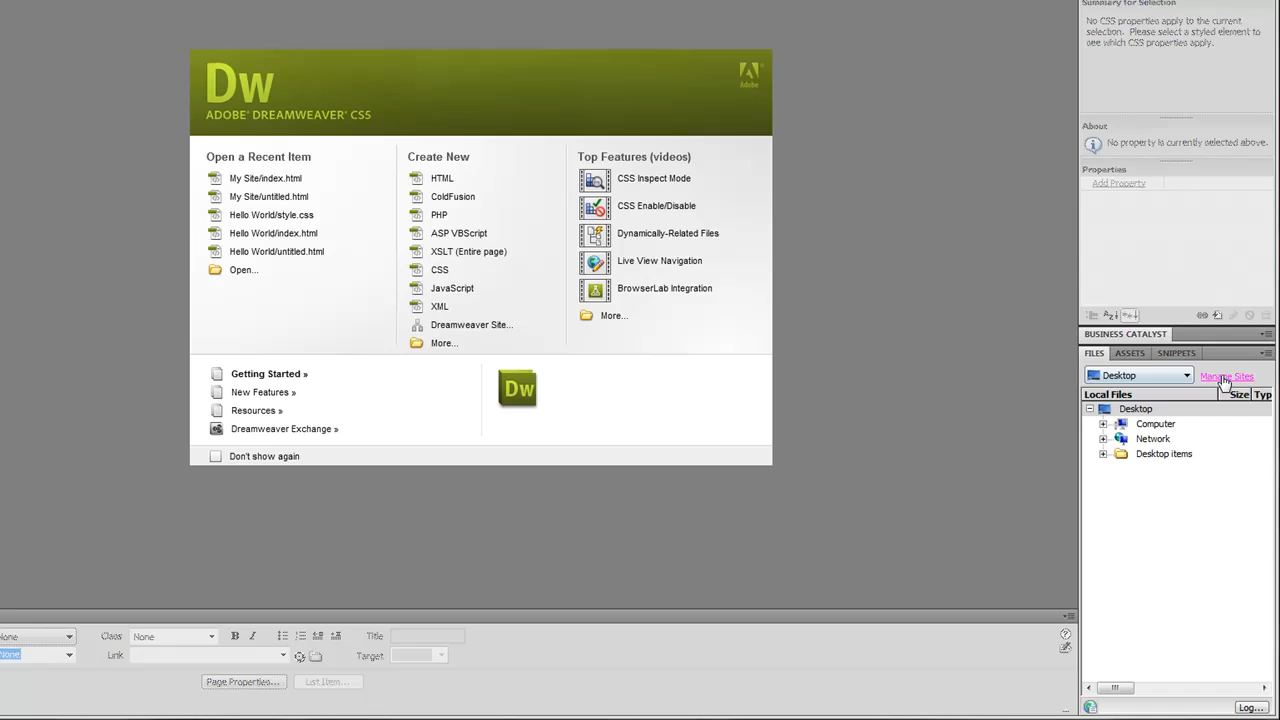 Summary for Selection
No CSS properties apply to the current
selection. Please select a styled element to
see which CSS properties apply.
About
No property is currently selected above.
Properties
Add Property
Dw
ADOBE® DREAMWEAVER® CS5
Adobe
Open a Recent Item
My Site/index.html
My Site/untitled.html
Hello World/style.css
Hello World/index.html
Hello World/untitled.html
Open...
Create New
HTML
ColdFusion
PHP
ASP VBScript
XSLT (Entire page)
CSS
JavaScript
XML
Dreamweaver Site...
More...
Top Features (videos)
CSS Inspect Mode
CSS Enable/Disable
Dynamically-Related Files
Live View Navigation
BrowserLab Integration
More...
Getting Started »
New Features »
Resources »
Dreamweaver Exchange »
Dw
Don't show again
BUSINESS CATALYST
FILES ASSETS SNIPPETS
Desktop Manage Sites
Local Files Size Typ
Desktop
Computer
Network
Desktop items
None Class None B I Title
None Link Target
Page Properties... List Item...
Log...